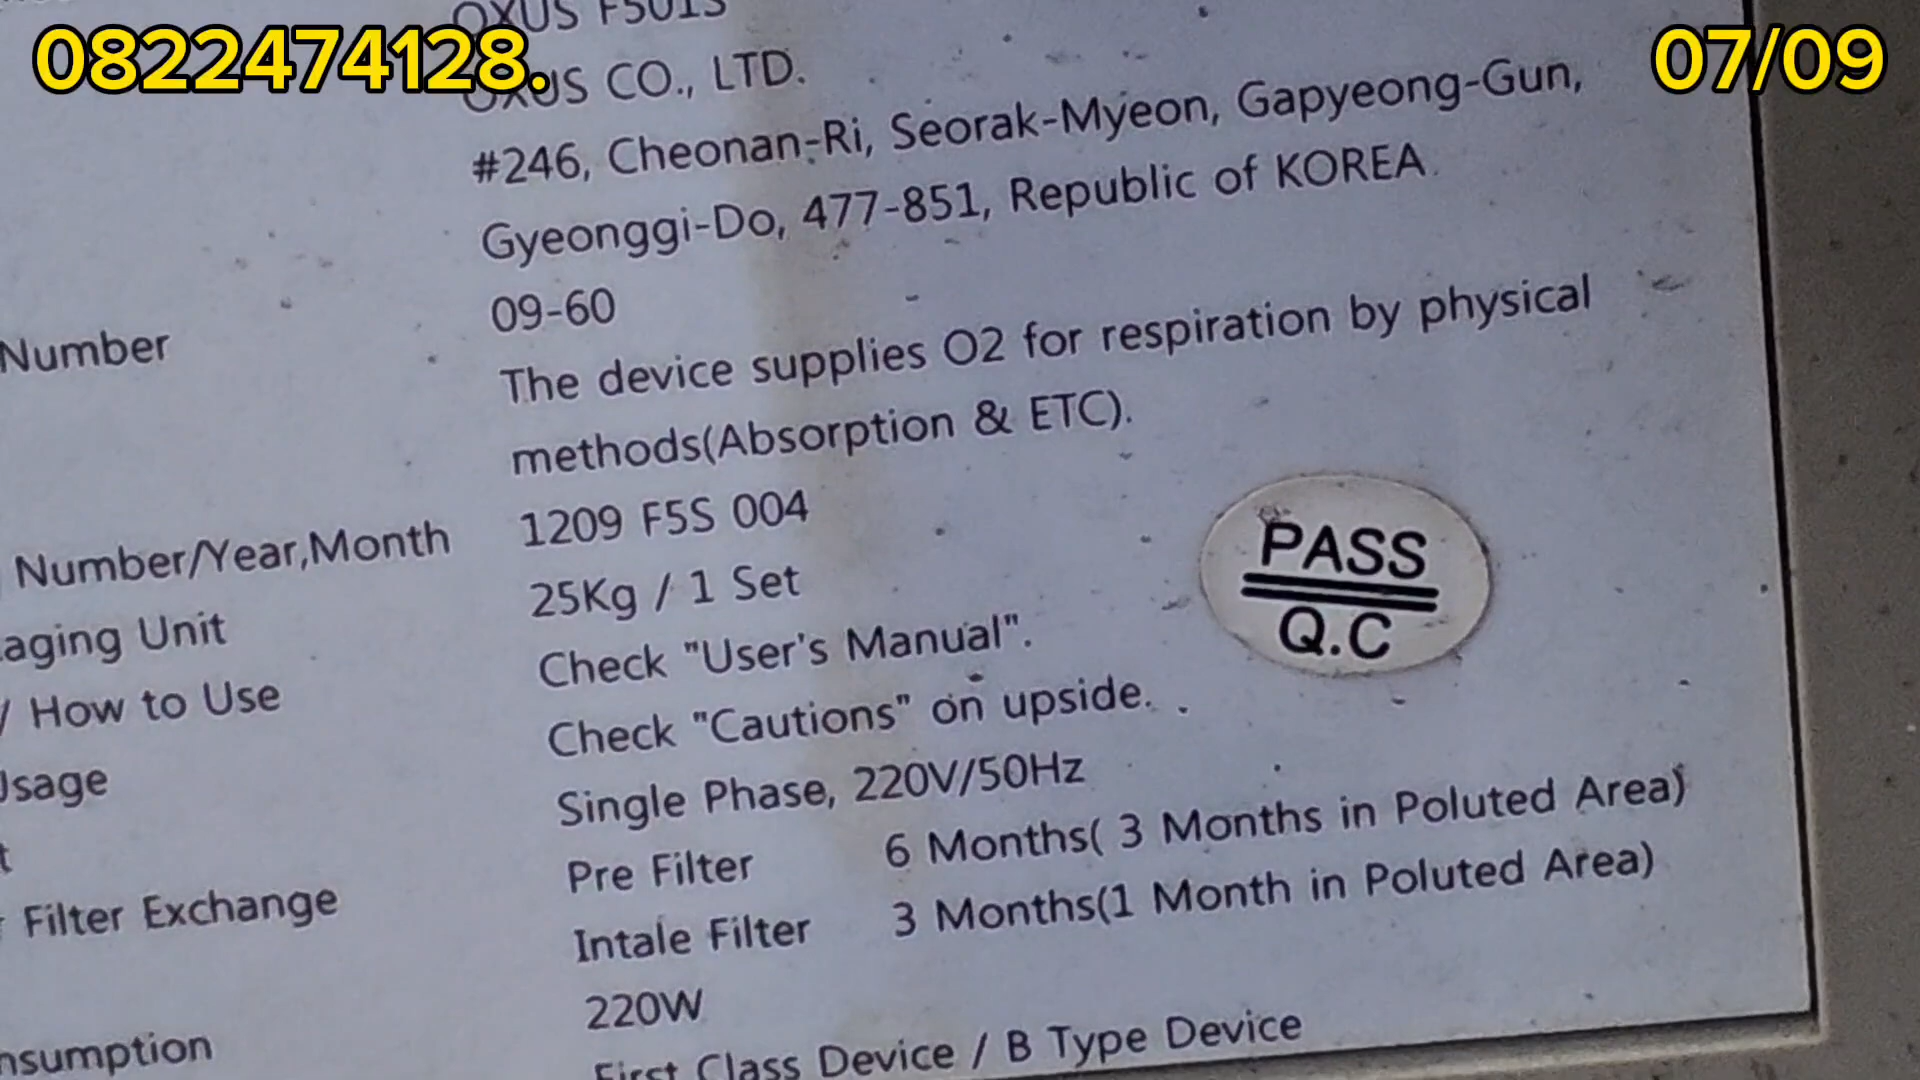 0822474128.
07/09
OXUS F501S
OXUS CO., LTD.
#246, Cheonan-Ri, Seorak-Myeon, Gapyeong-Gun,
Gyeonggi-Do, 477-851, Republic of KOREA
Number 09-60
The device supplies O2 for respiration by physical
methods(Absorption & ETC).
Number/Year,Month 1209 F5S 004
aging Unit 25Kg / 1 Set
/ How to Use Check "User's Manual".
Usage Check "Cautions" on upside.
t Single Phase, 220V/50Hz
Filter Exchange Pre Filter 6 Months( 3 Months in Poluted Area)
Intale Filter 3 Months(1 Month in Poluted Area)
nsumption 220W
First Class Device / B Type Device
PASS
Q.C